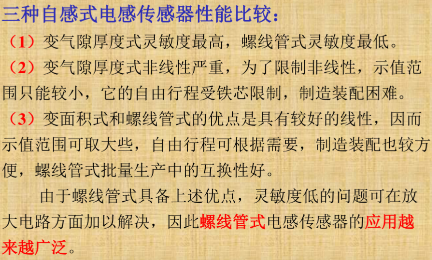 三种自感式电感传感器性能比较：
（1）变气隙厚度式灵敏度最高，螺线管式灵敏度最低。
（2）变气隙厚度式非线性严重，为了限制非线性，示值范
围只能较小，它的自由行程受铁芯限制，制造装配困难。
（3）变面积式和螺线管式的优点是具有较好的线性，因而
示值范围可取大些，自由行程可根据需要，制造装配也较方
便，螺线管式批量生产中的互换性好。
由于螺线管式具备上述优点，灵敏度低的问题可在放
大电路方面加以解决，因此螺线管式电感传感器的应用越
来越广泛。